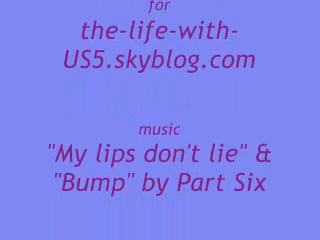 for
the-life-with-
US5.skyblog.com
music
"My lips don't lie" &
"Bump" by Part Six